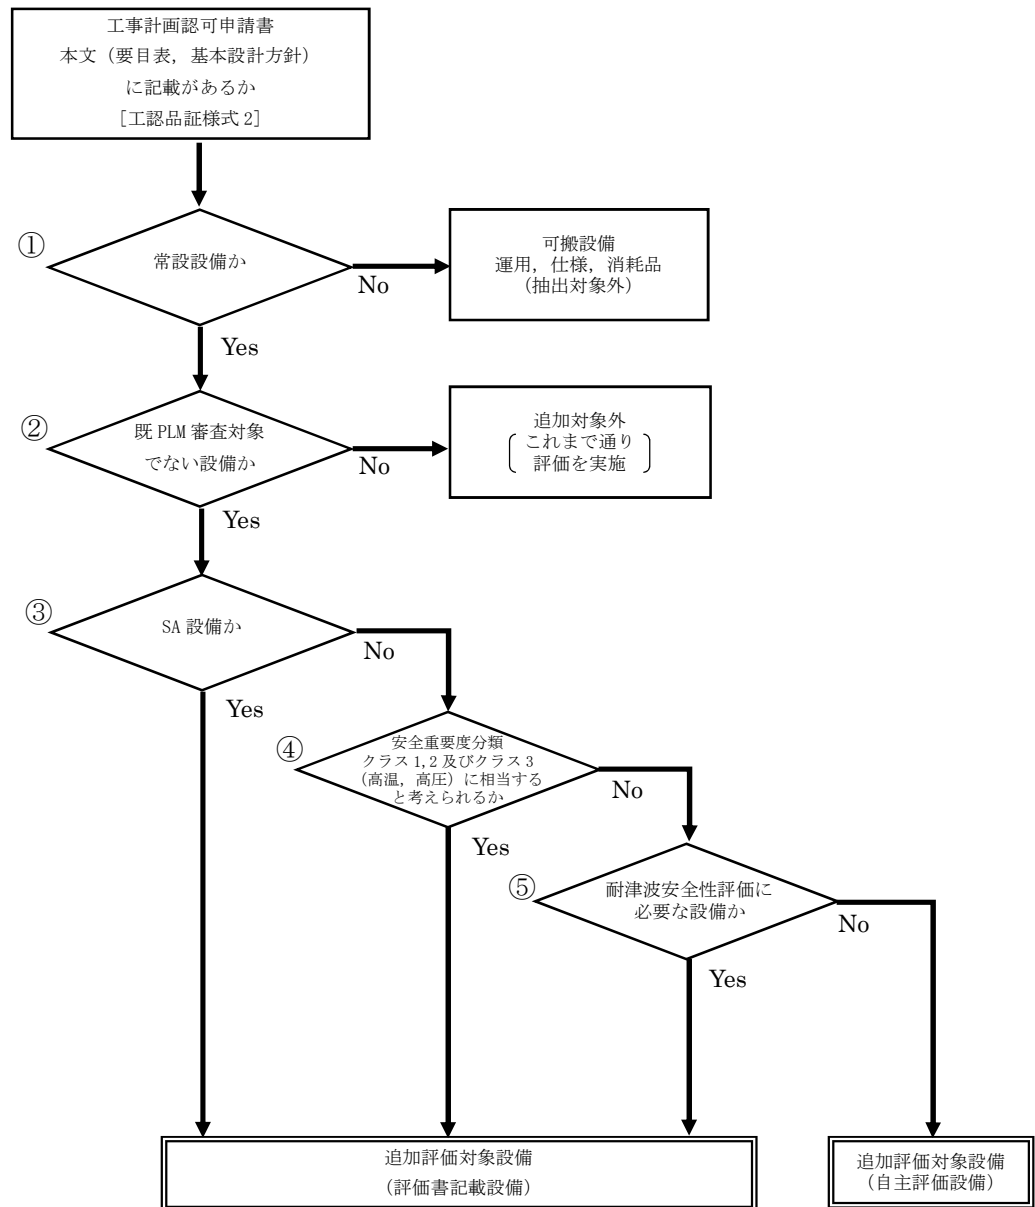 工事計画認可申請書
本文（要目表，基本設計方針）
に記載があるか
［工認品証様式 2］
①
常設設備か
No
可搬設備
運用，仕様，消耗品
（抽出対象外）
Yes
②
既 PLM 審査対象
でない設備か
No
追加対象外
これまで通り
評価を実施
Yes
③
SA 設備か
No
Yes
④
安全重要度分類
クラス 1, 2 及びクラス 3
（高温，高圧）に相当する
と考えられるか
No
Yes
⑤
耐津波安全性評価に
必要な設備か
No
Yes
追加評価対象設備
（評価書記載設備）
追加評価対象設備
（自主評価設備）